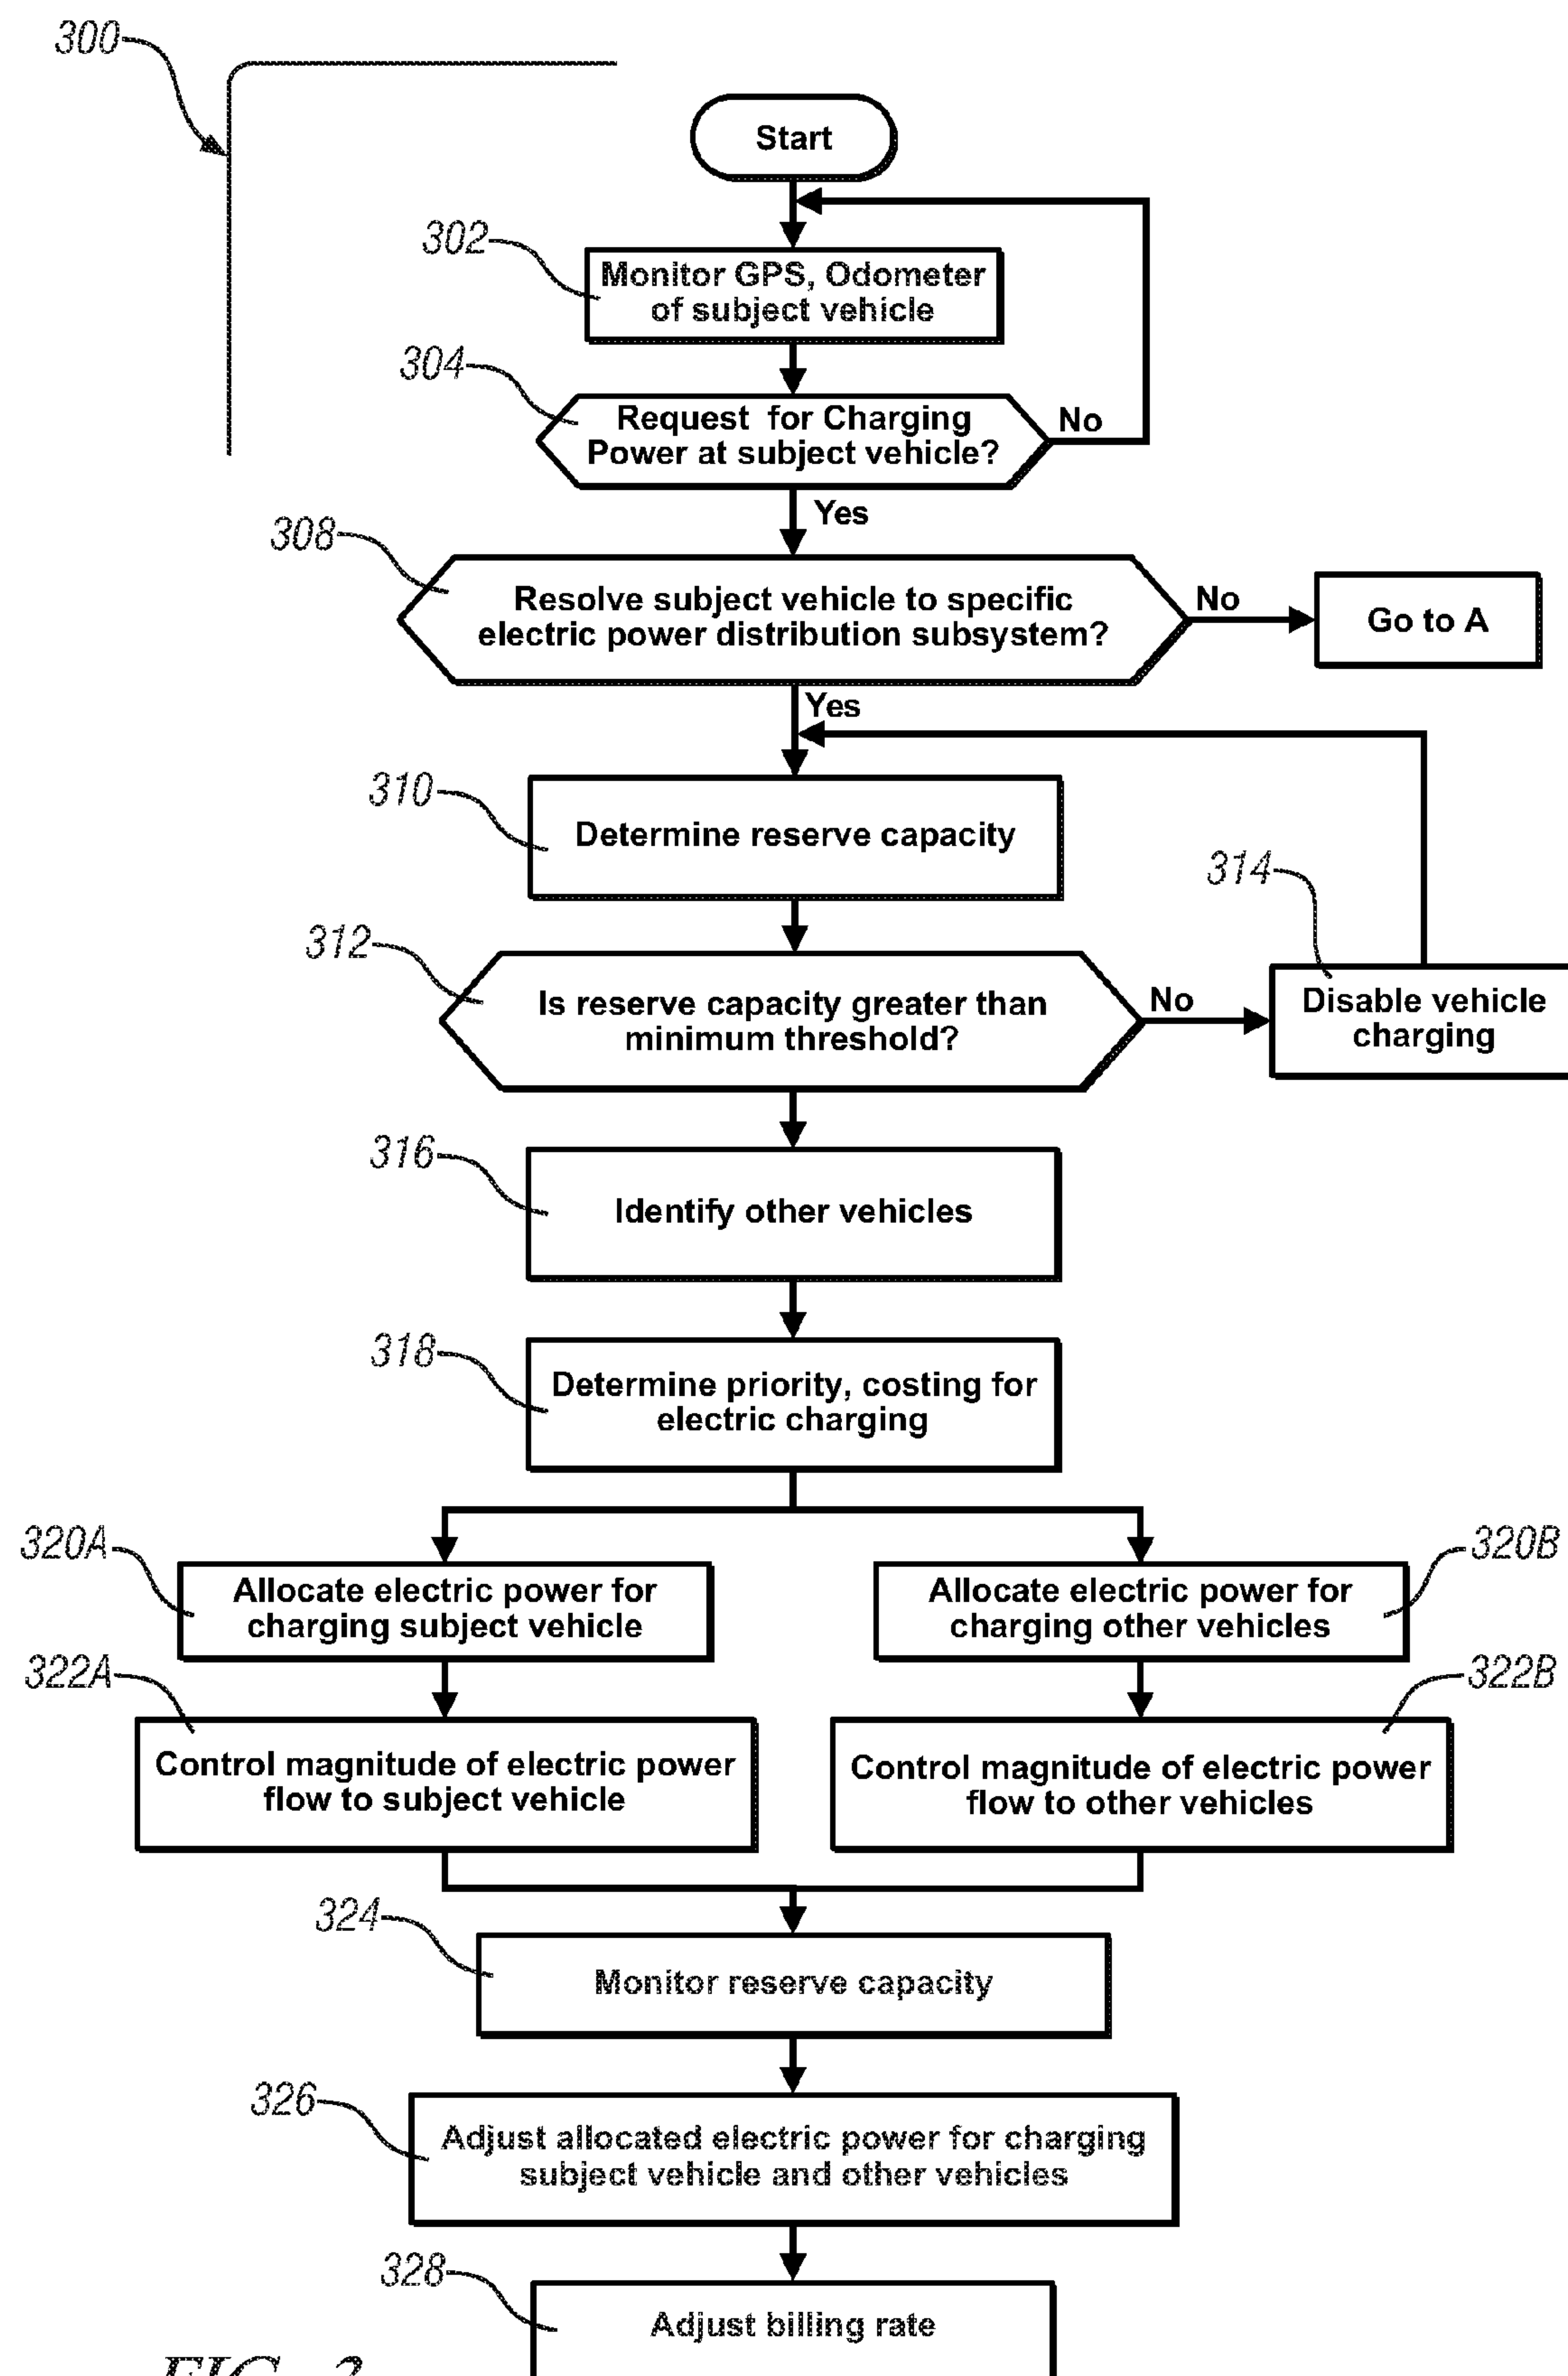 300
Start
302
Monitor GPS, Odometer
of subject vehicle
304
Request for Charging
Power at subject vehicle?
No
Yes
308
Resolve subject vehicle to specific
electric power distribution subsystem?
No
Go to A
Yes
310
Determine reserve capacity
312
Is reserve capacity greater than
minimum threshold?
No
314
Disable vehicle
charging
316
Identify other vehicles
318
Determine priority, costing for
electric charging
320A
Allocate electric power for
charging subject vehicle
320B
Allocate electric power for
charging other vehicles
322A
Control magnitude of electric power
flow to subject vehicle
322B
Control magnitude of electric power
flow to other vehicles
324
Monitor reserve capacity
326
Adjust allocated electric power for charging
subject vehicle and other vehicles
328
Adjust billing rate
FIG.